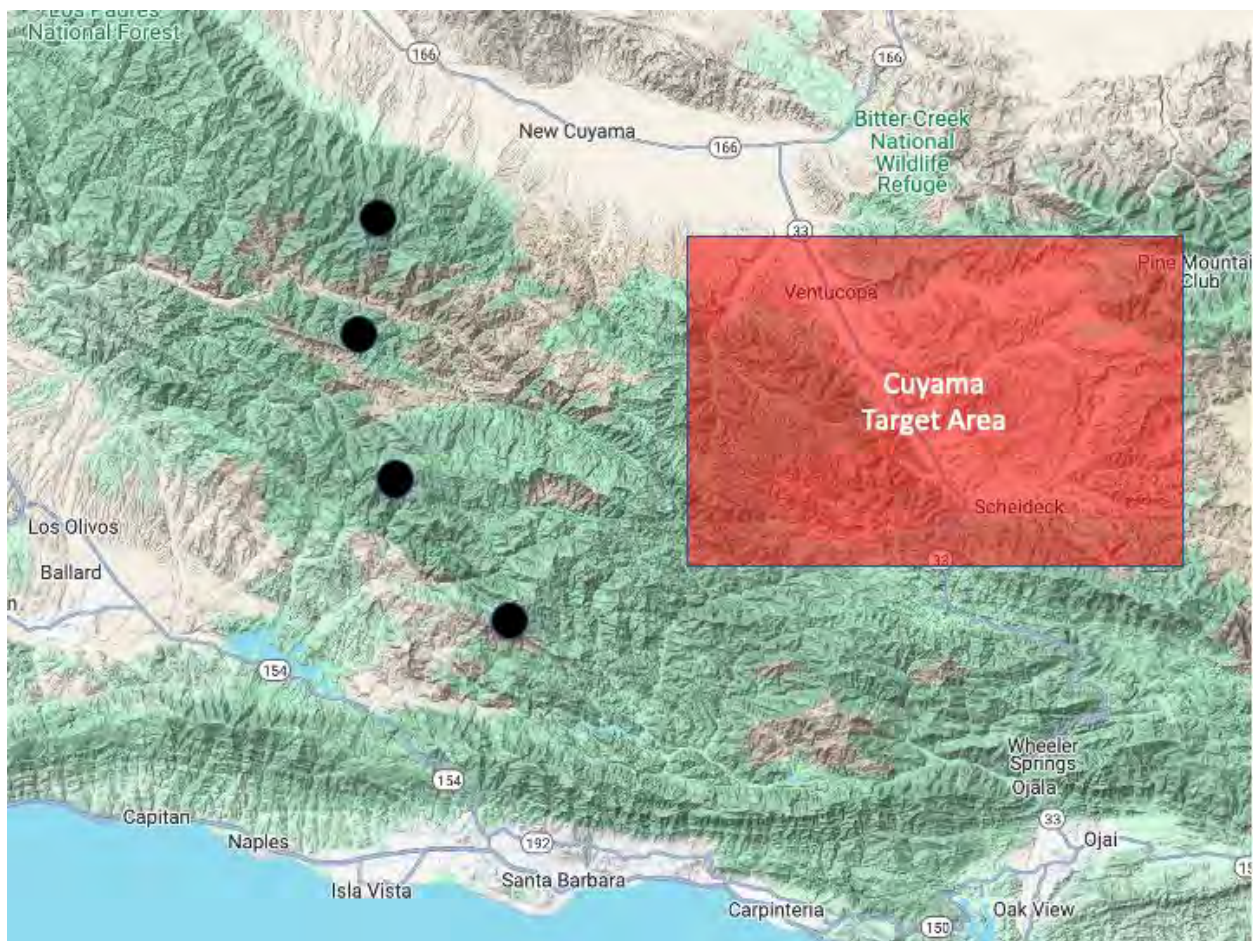 Los Padres
National Forest
166
166
New Cuyama
166
Bitter Creek
National
Wildlife
Refuge
33
Pine Mountai
Club
Ventucopa
Cuyama
Target Area
Scheideck
Los Olivos
Ballard
33
n
154
Wheeler
Springs
Ojala
154
Capitan
Naples
192
33
Ojai
15
Isla Vista
Santa Barbara
Carpinteria
150
Oak View